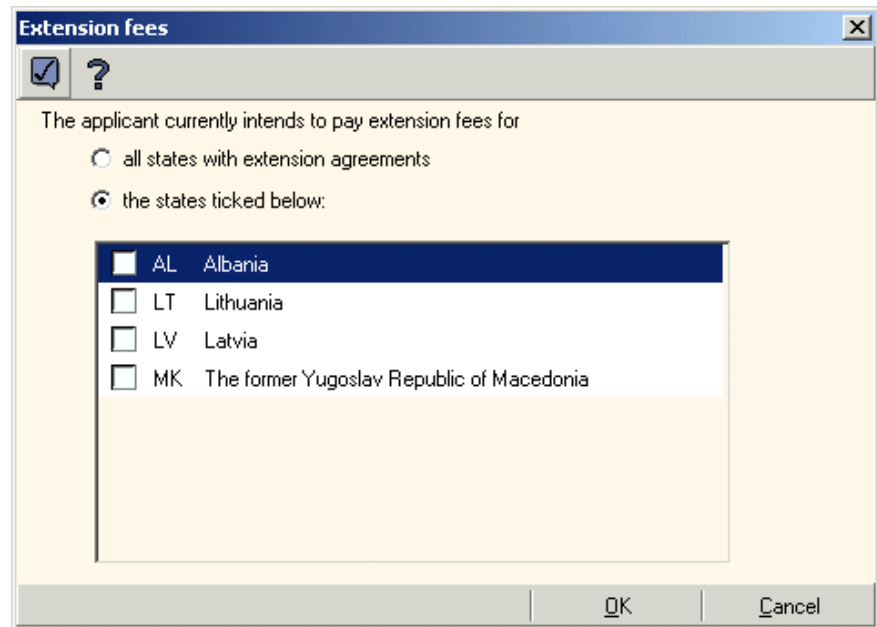 Extension fees
?
The applicant currently intends to pay extension fees for
all states with extension agreements
the states ticked below:
AL Albania
LT Lithuania
LV Latvia
MK The former Yugoslav Republic of Macedonia
OK Cancel